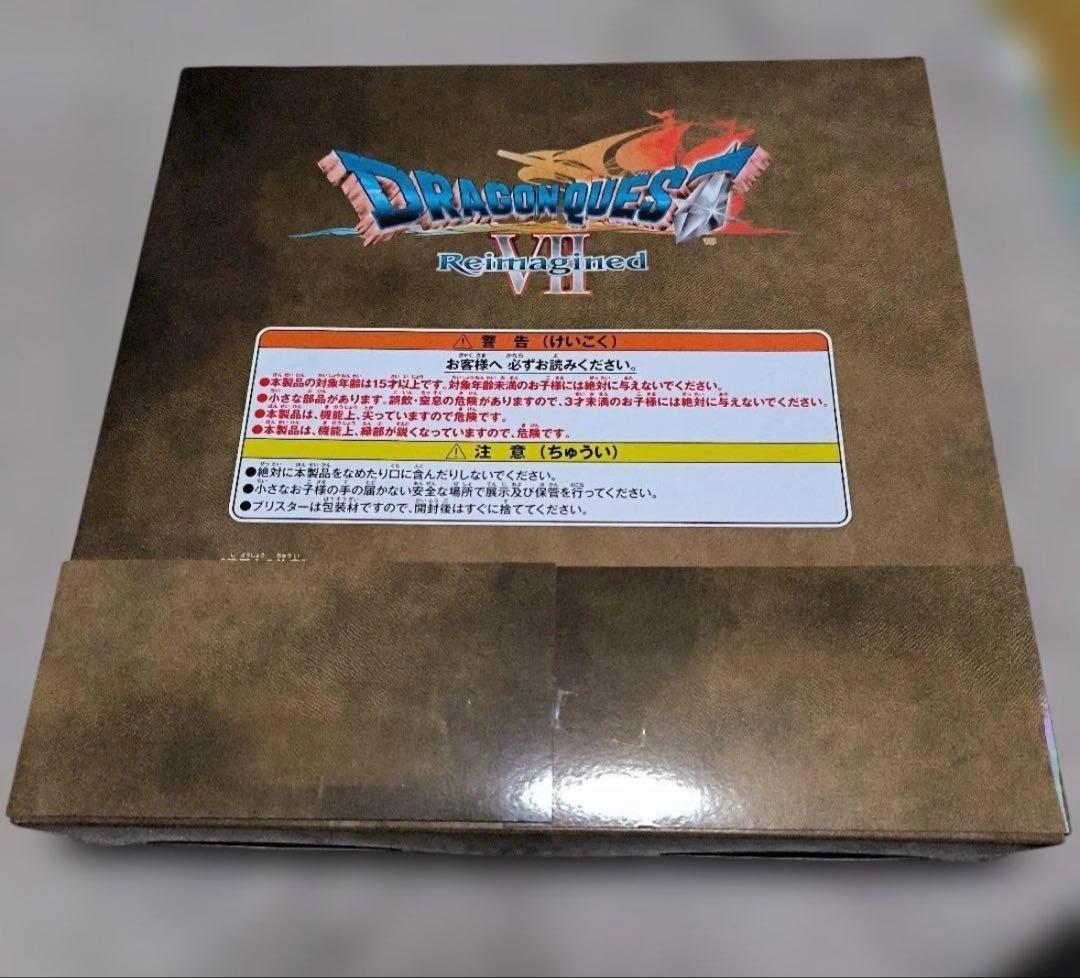 DRAGON QUEST
VII
Reimagined
TM
⚠ 警 告 (けいこく)
お客様へ 必ずお読みください。
●本製品の対象年齢は15才以上です。対象年齢未満のお子様には絶対に与えないでください。
●小さな部品があります。誤飲・窒息の危険がありますので、3才未満のお子様には絶対に与えないでください。
●本製品は、機能上、尖っていますので危険です。
●本製品は、機能上、縁部が鋭くなっていますので、危険です。
⚠ 注 意 (ちゅうい)
●絶対に本製品をなめたり口に含んだりしないでください。
●小さなお子様の手の届かない安全な場所で展示及び保管を行ってください。
●ブリスターは包装材ですので、開封後はすぐに捨ててください。